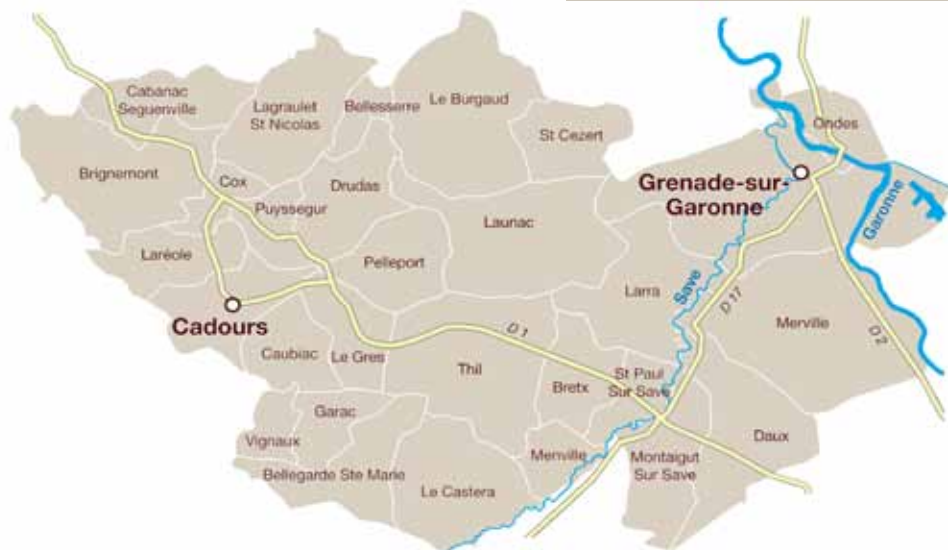 Cabanac
Seguenville
Lagraulet
St Nicolas
Bellesserre
Le Burgaud
St Cezert
Ondes
Brignemont
Cox
Puyssegur
Drudas
Launac
Grenade-sur-
Garonne
Garonne
Laréole
Pelleport
Larra
Save
D 17
Merville
D 2
Cadours
D 1
Caubiac
Le Gres
Thil
Bretx
St Paul
Sur Save
Garac
Vignaux
Bellegarde Ste Marie
Le Castera
Menville
Montaigut
Sur Save
Daux